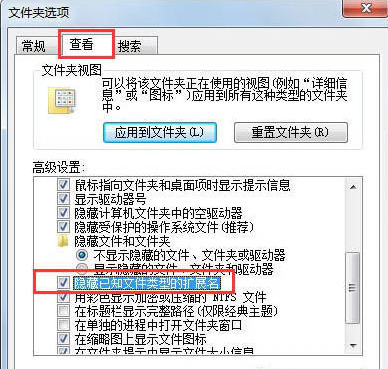 文件夹选项
常规 查看 搜索
文件夹视图
可以将该文件夹正在使用的视图(例如“详细信
息”或“图标”)应用到所有这种类型的文件夹
中。
应用到文件夹(L) 重置文件夹(R)
高级设置:
鼠标指向文件夹和桌面项时显示提示信息
显示驱动器号
隐藏计算机文件夹中的空驱动器
隐藏受保护的操作系统文件(推荐)
隐藏文件和文件夹
不显示隐藏的文件、文件夹或驱动器
显示隐藏的文件、文件夹和驱动器
隐藏已知文件类型的扩展名
用彩色显示加密或压缩的 NTFS 文件
在标题栏显示完整路径(仅限经典主题)
在单独的进程中打开文件夹窗口
在缩略图上显示文件图标
在文件夹提示中显示文件大小信息